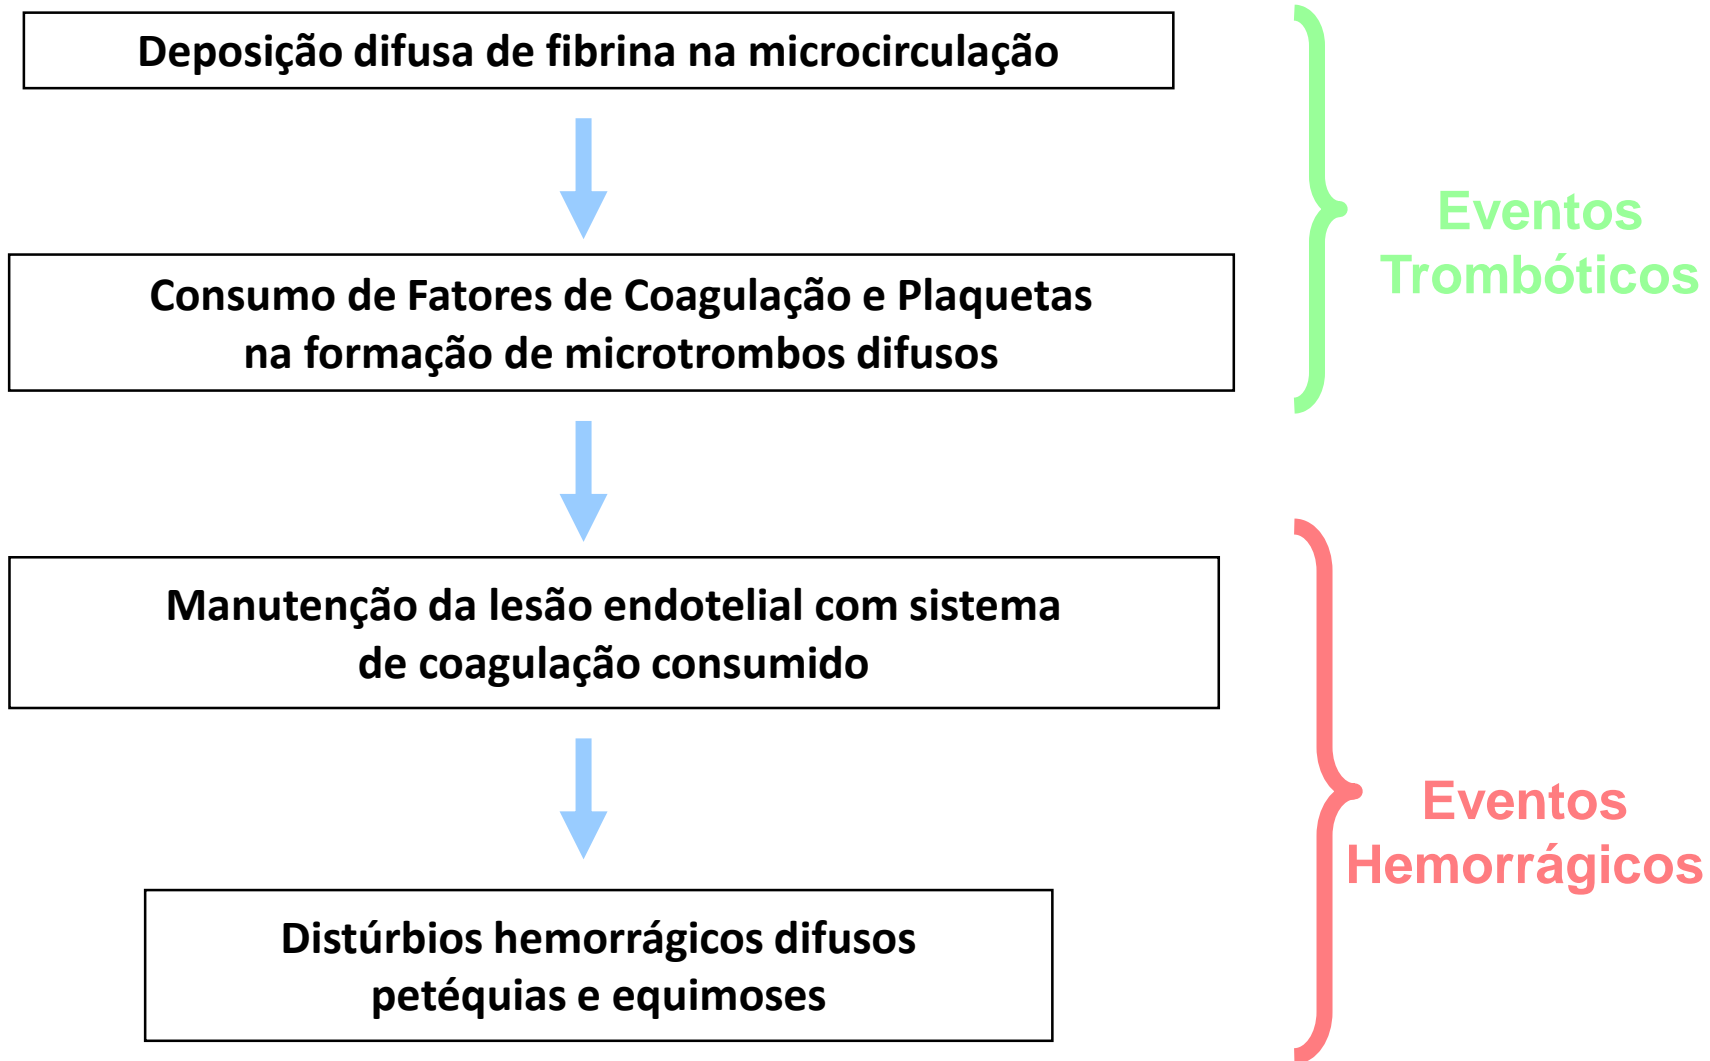 Deposição difusa de fibrina na microcirculação
Consumo de Fatores de Coagulação e Plaquetas
na formação de microtrombos difusos
Eventos
Trombóticos
Manutenção da lesão endotelial com sistema
de coagulação consumido
Distúrbios hemorrágicos difusos
petéquias e equimoses
Eventos
Hemorrágicos